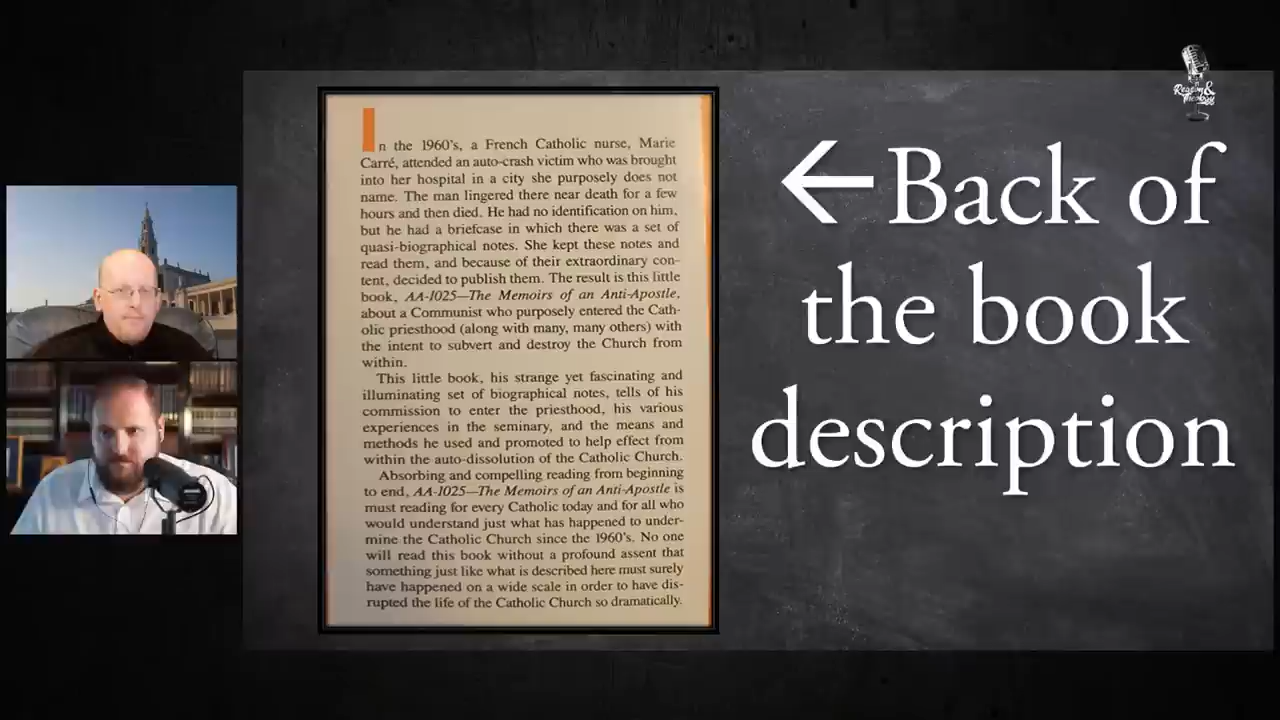 In the 1960's, a French Catholic nurse, Marie
Carré, attended an auto-crash victim who was brought
into her hospital in a city she purposely does not
name. The man lingered there near death for a few
hours and then died. He had no identification on him,
but he had a briefcase in which there was a set of
quasi-biographical notes. She kept these notes and
read them, and because of their extraordinary con-
tent, decided to publish them. The result is this little
book, AA-1025—The Memoirs of an Anti-Apostle,
about a Communist who purposely entered the Cath-
olic priesthood (along with many, many others) with
the intent to subvert and destroy the Church from
within.
This little book, his strange yet fascinating and
illuminating set of biographical notes, tells of his
commission to enter the priesthood, his various
experiences in the seminary, and the means and
methods he used and promoted to help effect from
within the auto-dissolution of the Catholic Church.
Absorbing and compelling reading from beginning
to end, AA-1025—The Memoirs of an Anti-Apostle is
must reading for every Catholic today and for all who
would understand just what has happened to under-
mine the Catholic Church since the 1960's. No one
will read this book without a profound assent that
something just like what is described here must surely
have happened on a wide scale in order to have dis-
rupted the life of the Catholic Church so dramatically.
←Back of
the book
description
Reason &
Theology